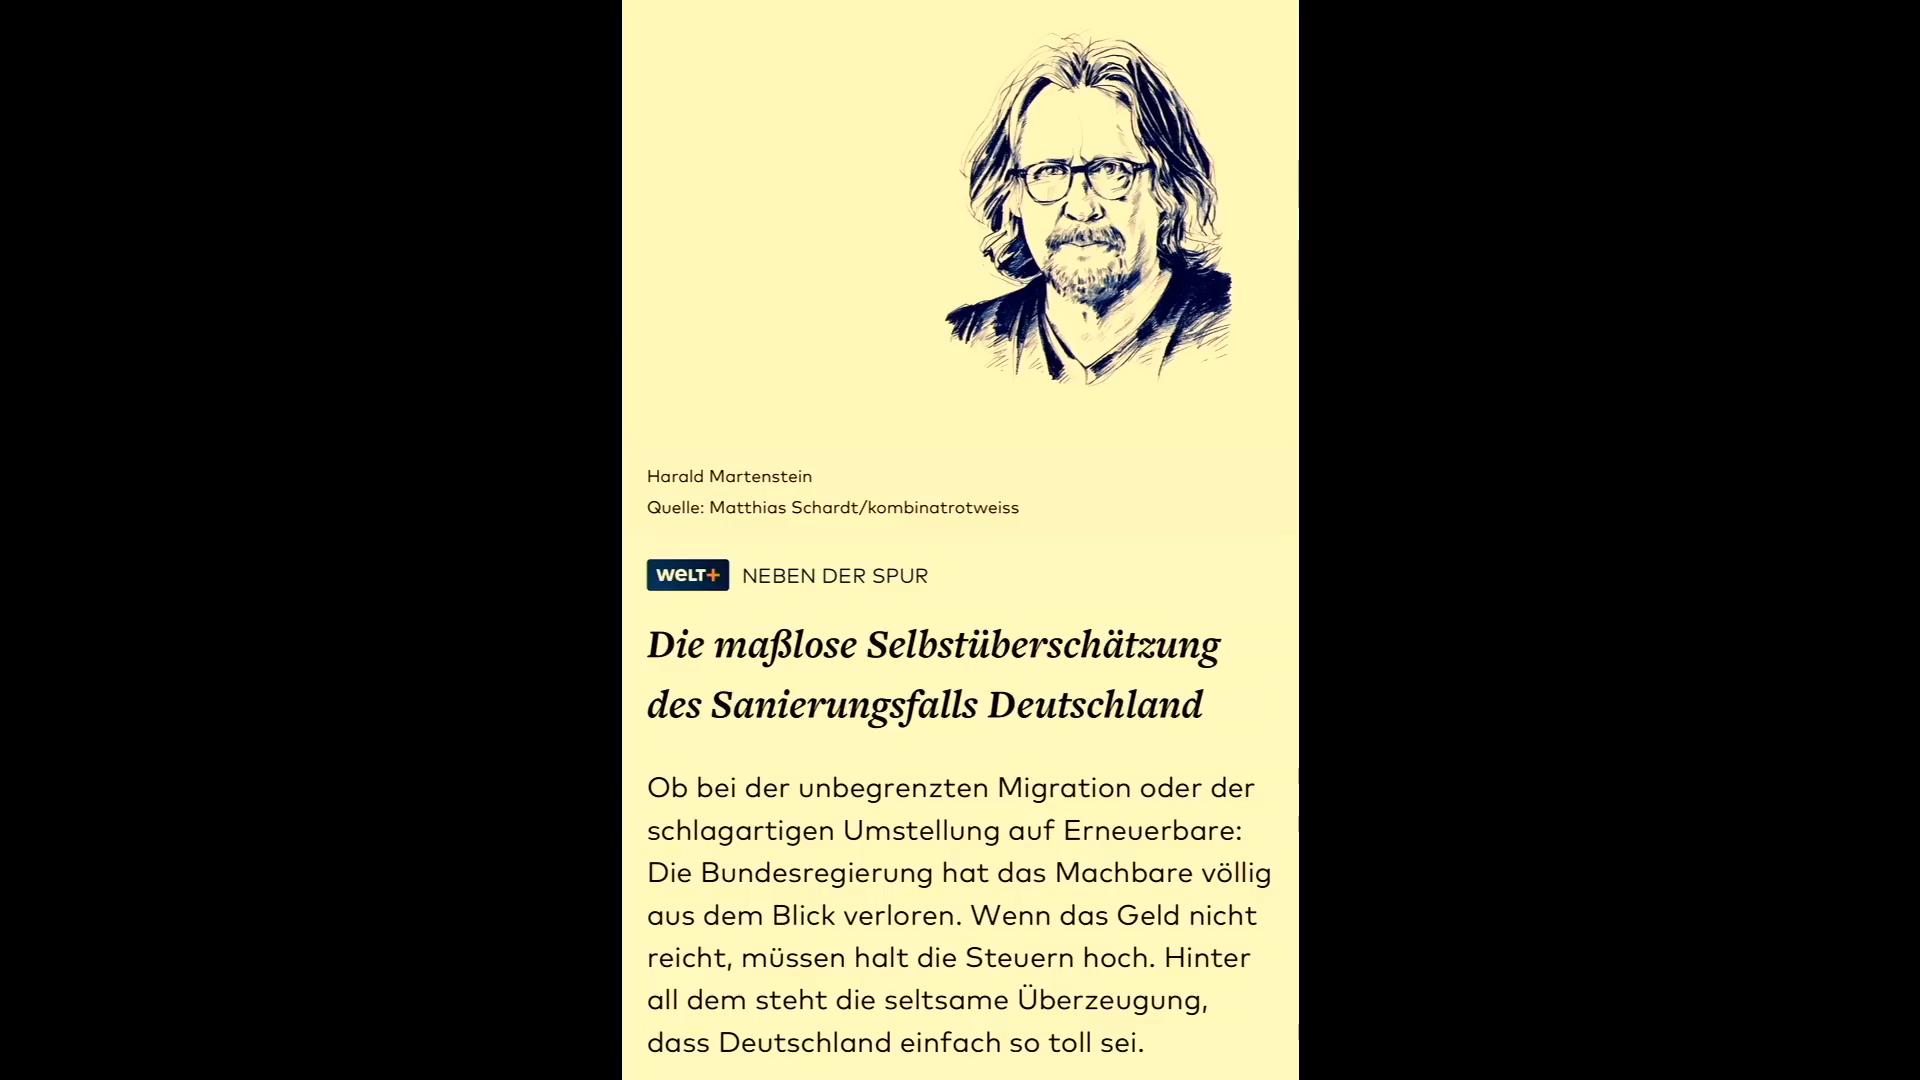 Harald Martenstein
Quelle: Matthias Schardt/kombinatrotweiss
WELT+ NEBEN DER SPUR
Die maßlose Selbstüberschätzung
des Sanierungsfalls Deutschland
Ob bei der unbegrenzten Migration oder der
schlagartigen Umstellung auf Erneuerbare:
Die Bundesregierung hat das Machbare völlig
aus dem Blick verloren. Wenn das Geld nicht
reicht, müssen halt die Steuern hoch. Hinter
all dem steht die seltsame Überzeugung,
dass Deutschland einfach so toll sei.